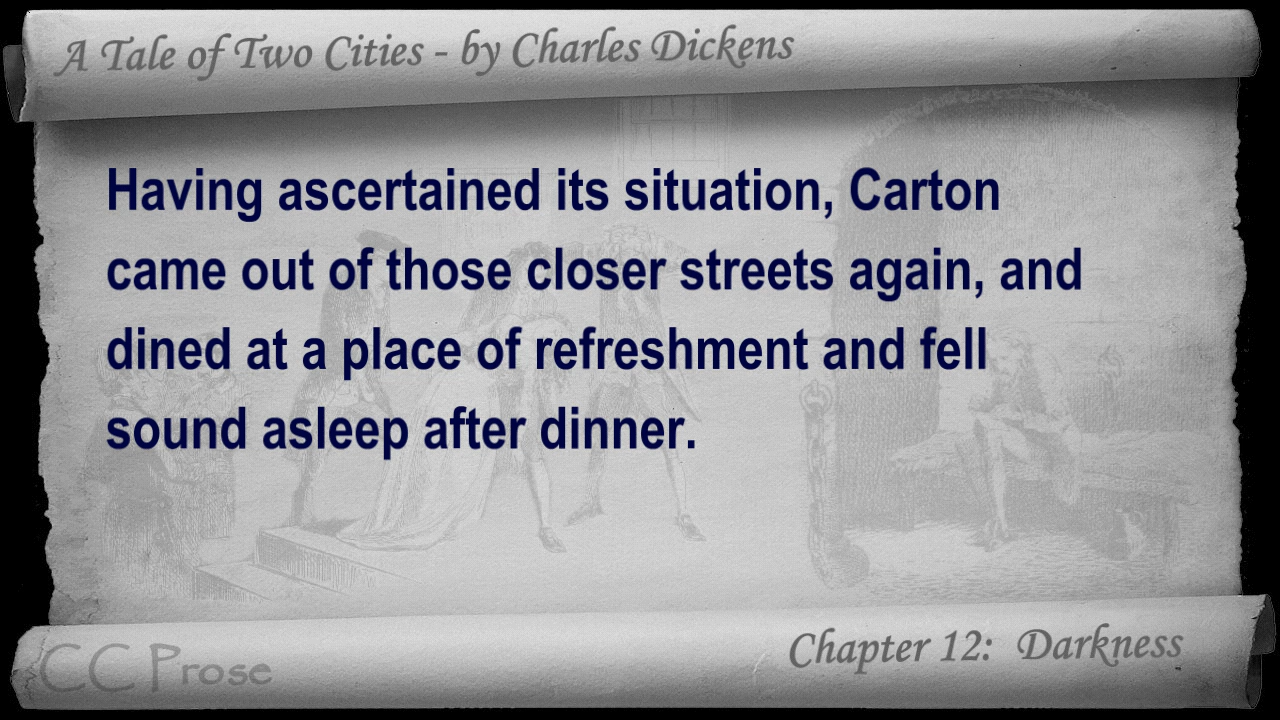 A Tale of Two Cities - by Charles Dickens
Having ascertained its situation, Carton
came out of those closer streets again, and
dined at a place of refreshment and fell
sound asleep after dinner.
CC Prose
Chapter 12: Darkness